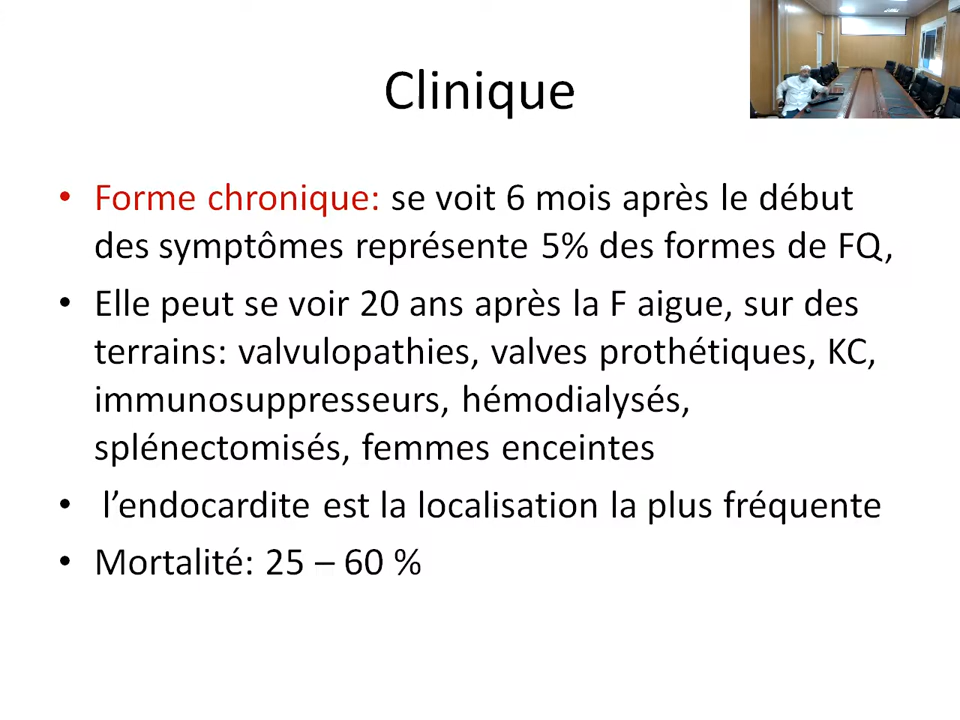 Clinique
• Forme chronique: se voit 6 mois après le début
des symptômes représente 5% des formes de FQ,
• Elle peut se voir 20 ans après la F aigue, sur des
terrains: valvulopathies, valves prothétiques, KC,
immunosuppresseurs, hémodialysés,
splénectomisés, femmes enceintes
• l’endocardite est la localisation la plus fréquente
• Mortalité: 25 – 60 %